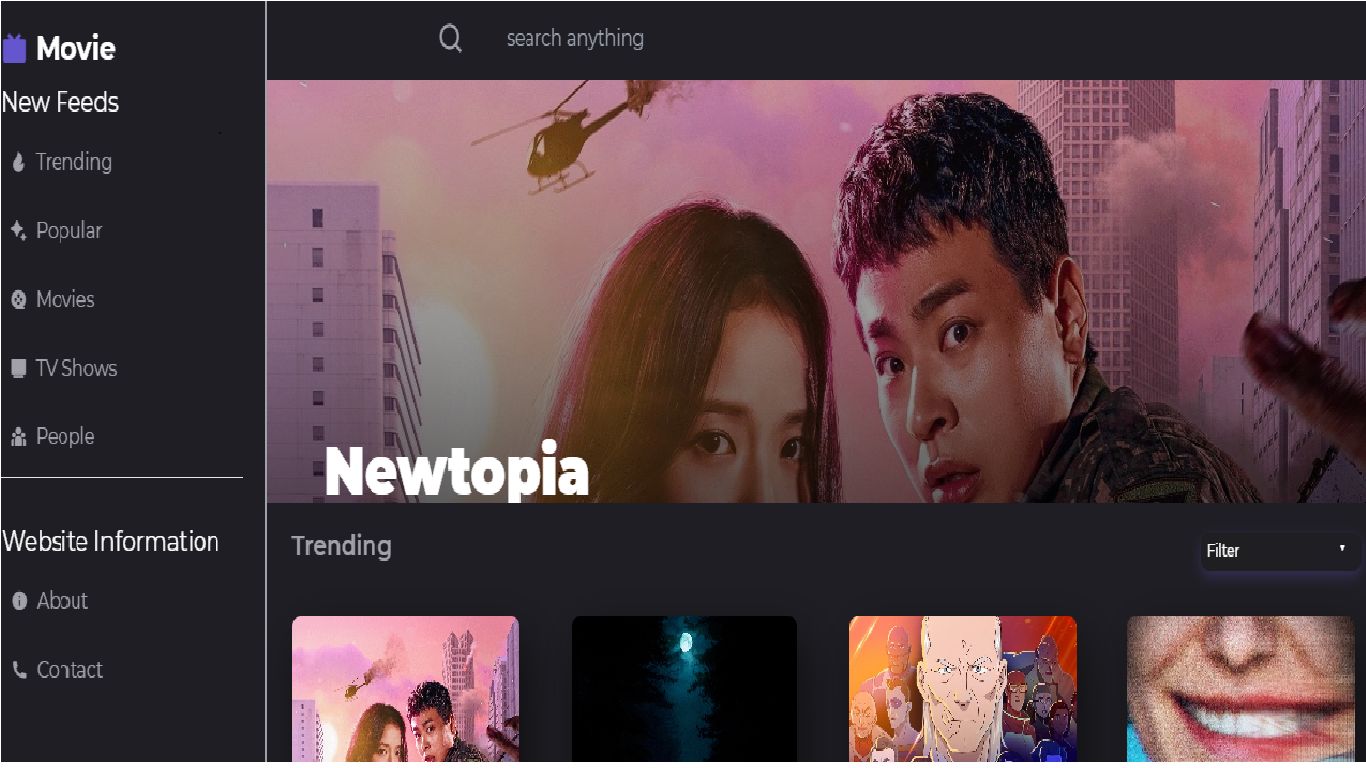 Movie
New Feeds
Trending
Popular
Movies
TV Shows
People
Website Information
About
Contact
search anything
Newtopia
Trending
Filter